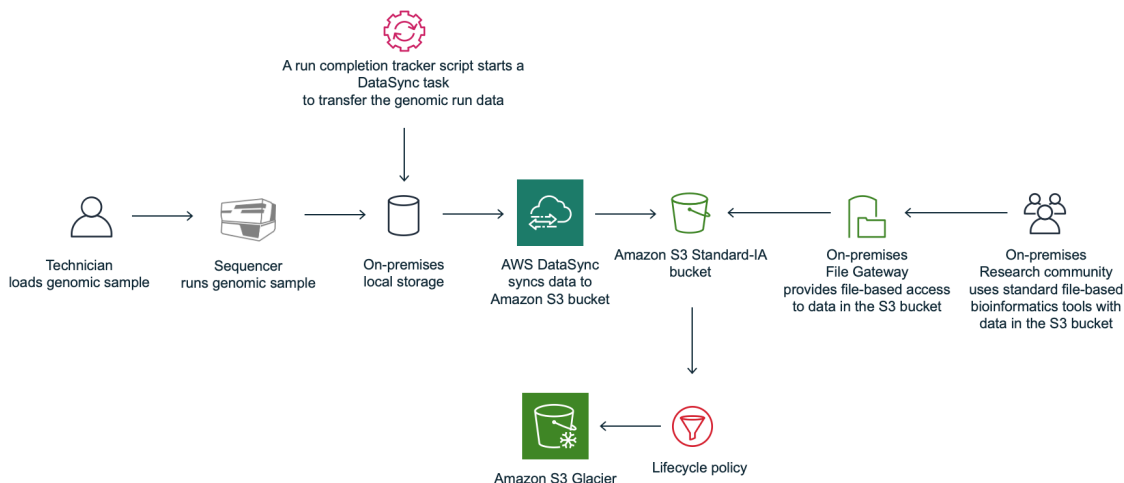 A run completion tracker script starts a
DataSync task
to transfer the genomic run data
Technician
loads genomic sample
Sequencer
runs genomic sample
On-premises
local storage
AWS DataSync
syncs data to
Amazon S3 bucket
Amazon S3 Standard-IA
bucket
On-premises
File Gateway
provides file-based access
to data in the S3 bucket
On-premises
Research community
uses standard file-based
bioinformatics tools with
data in the S3 bucket
Amazon S3 Glacier
Lifecycle policy